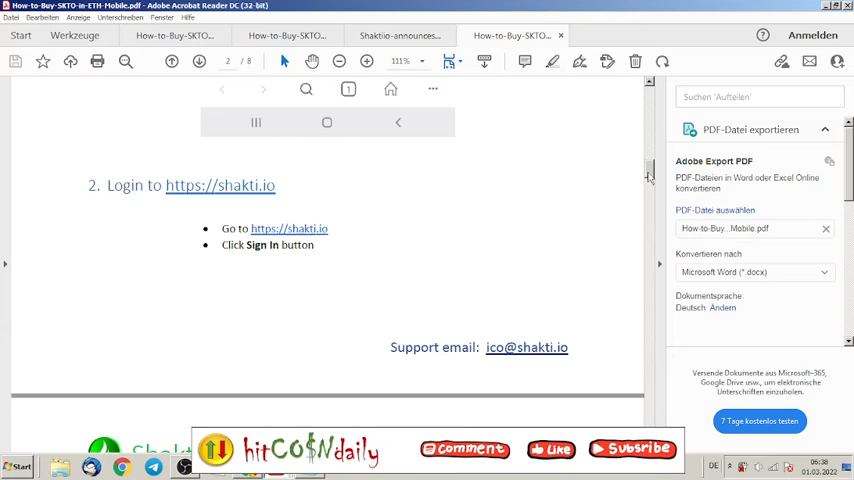 How-to-Buy-SKTO-in-ETH-Mobile.pdf - Adobe Acrobat Reader DC (32-bit)
Datei Bearbeiten Anzeige Unterschreiben Fenster Hilfe
Start Werkzeuge How-to-Buy-SKTO... How-to-Buy-SKTO... Shaktiio-announces... How-to-Buy-SKTO... × Anmelden
2 / 8 111%
1
2. Login to https://shakti.io
• Go to https://shakti.io
• Click Sign In button
Support email: ico@shakti.io
Suchen 'Aufteilen'
PDF-Datei exportieren
Adobe Export PDF
PDF-Dateien in Word oder Excel Online
konvertieren
PDF-Datei auswählen
How-to-Buy...Mobile.pdf
Konvertieren nach
Microsoft Word (*.docx)
Dokumentsprache:
Deutsch Ändern
Versende Dokumente aus Microsoft-365,
Google Drive usw., um elektronische
Unterschriften einzuholen.
7 Tage kostenlos testen
hitCO$Ndaily
Comment
Like
Subscribe
Start
DE
06:38
01.03.2022